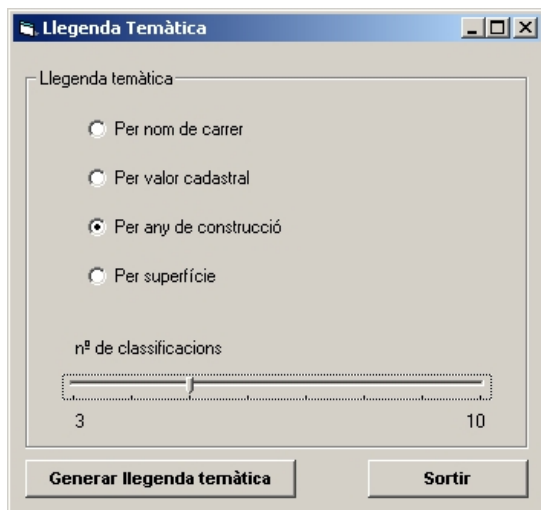 Llegenda Temàtica
Llegenda temàtica
Per nom de carrer
Per valor cadastral
Per any de construcció
Per superfície
nº de classificacions
3 10
Generar llegenda temàtica Sortir